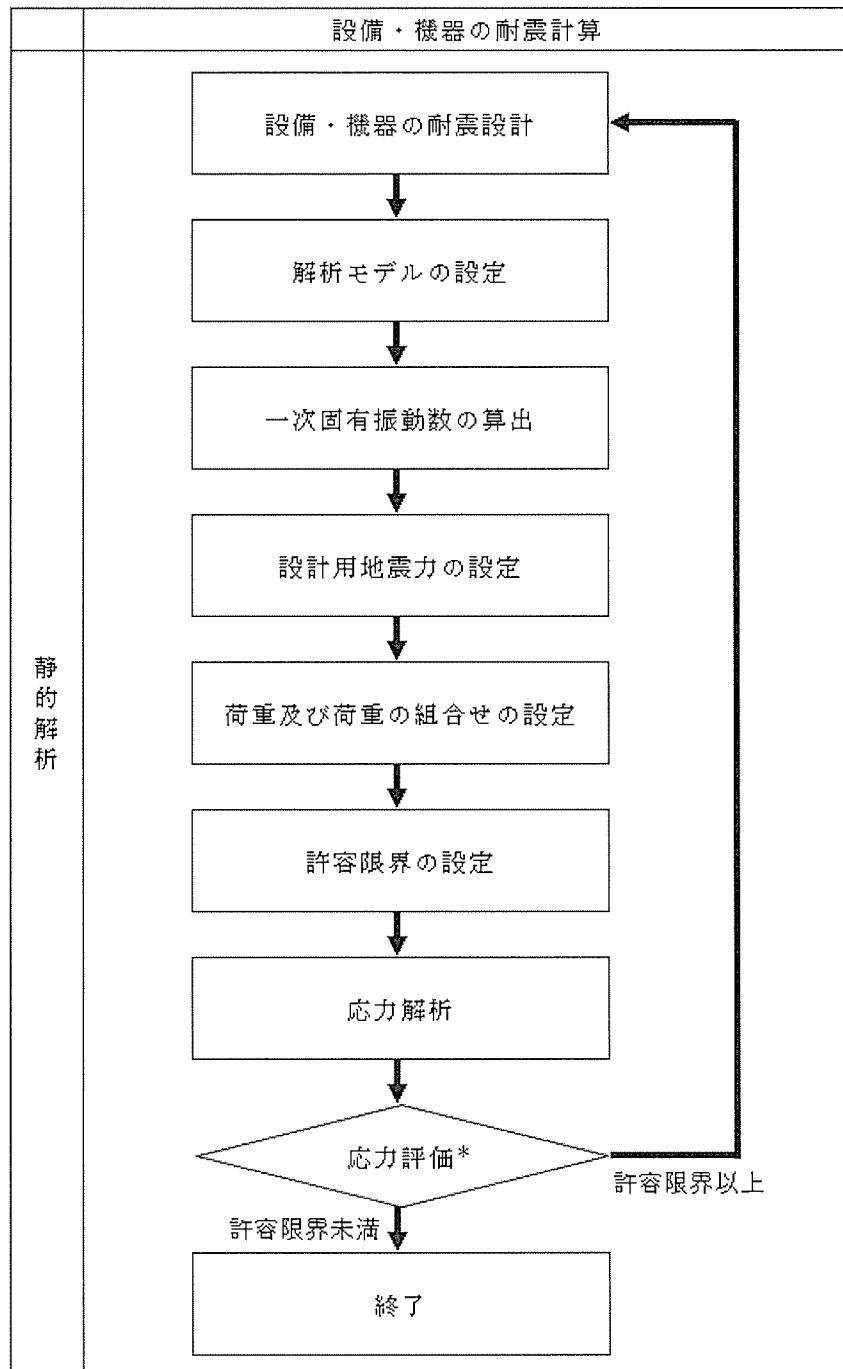 設備・機器の耐震計算
設備・機器の耐震設計
解析モデルの設定
一次固有振動数の算出
設計用地震力の設定
静的解析
荷重及び荷重の組合せの設定
許容限界の設定
応力解析
応力評価*
許容限界以上
許容限界未満
終了